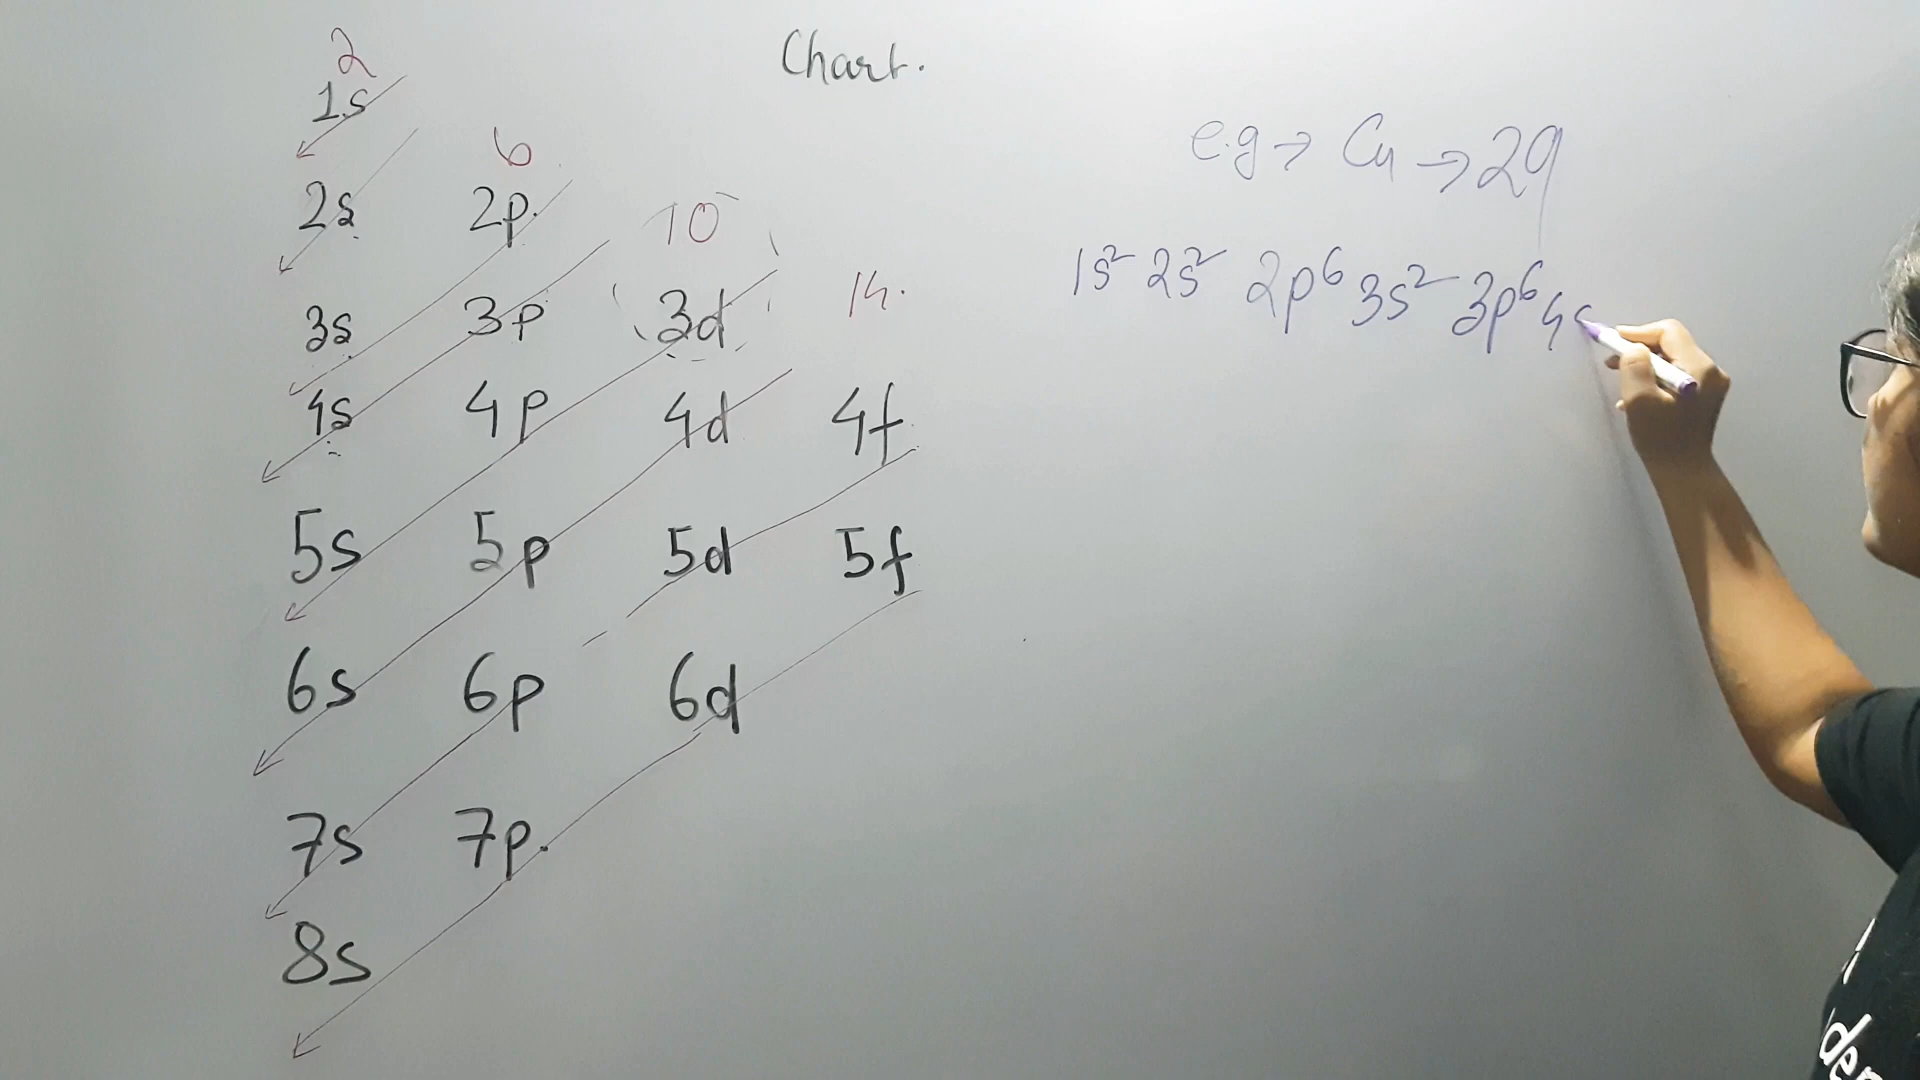 Chart.
2
1s
6
2s 2p.
10
3s 3p 3d
14.
4s 4p 4d 4f
5s 5p 5d 5f
6s 6p 6d
7s 7p.
8s
e.g → Cu → 29
1s² 2s² 2p⁶ 3s² 3p⁶ 4s